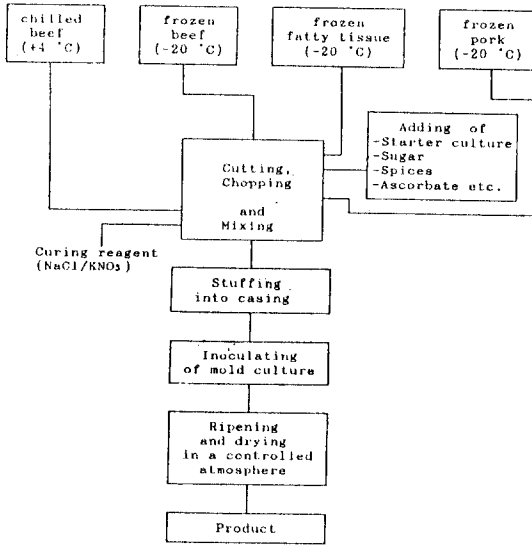 chilled
beef
(+4 °C)
frozen
beef
(-20 °C)
frozen
fatty tissue
(-20 °C)
frozen
pork
(-20 °C)
Adding of
-Starter culture
-Sugar
-Spices
-Ascorbate etc.
Cutting,
Chopping
and
Mixing
Curing reagent
(NaCl/KNO₃)
Stuffing
into casing
Inoculating
of mold culture
Ripening
and drying
in a controlled
atmosphere
Product